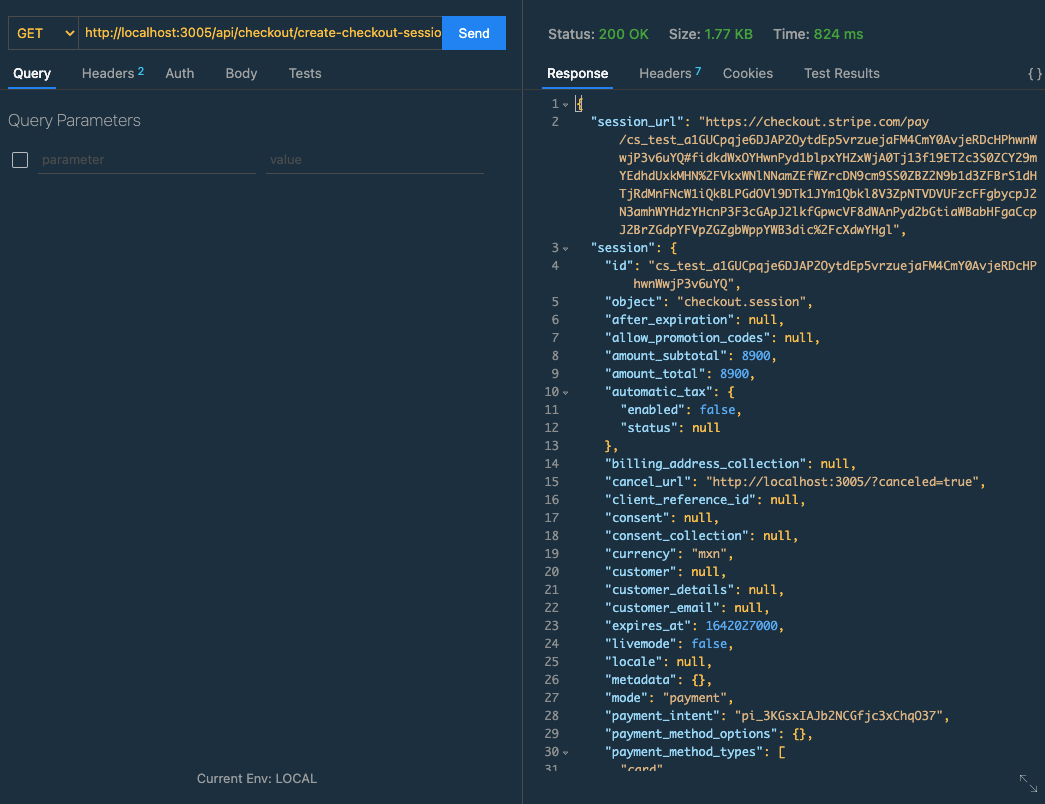 GET
http://localhost:3005/api/checkout/create-checkout-sessio
Send
Query
Headers 2
Auth
Body
Tests
Query Parameters
parameter
value
Current Env: LOCAL
Status: 200 OK
Size: 1.77 KB
Time: 824 ms
Response
Headers 7
Cookies
Test Results
{ }
1 {
2 "session_url": "https://checkout.stripe.com/pay
/cs_test_a1GUCpqje6DJAP2OytdEp5vrzuejaFM4CmY0AvjeRDcHPhwnW
wjP3v6uYQ#fidkdWxOYHwnPyd1blpxYHZxWjA0Tj13f19ET2c3S0ZCY29m
YEdhdUxkMHN%2FVkxWNlNNamZEfWZrcDN9cm9SS0ZBZ2N9b1d3ZFBrS1dH
TjRdMnFNcW1iQkBLPGdOVl9DTk1JYm1Qbkl8V3ZpNTVDVUFzcFFgbycpJ2
N3amhWYHdzYHcnP3F3cGApJ2lkfGpwcVF8dWAnPyd2bGtiaWBabHFgaCcp
J2BrZGdpYFVpZGZgbWppYWB3dic%2FcXdwYHgl",
3 "session": {
4 "id": "cs_test_a1GUCpqje6DJAP2OytdEp5vrzuejaFM4CmY0AvjeRDcHP
hwnWwjP3v6uYQ",
5 "object": "checkout.session",
6 "after_expiration": null,
7 "allow_promotion_codes": null,
8 "amount_subtotal": 8900,
9 "amount_total": 8900,
10 "automatic_tax": {
11 "enabled": false,
12 "status": null
13 },
14 "billing_address_collection": null,
15 "cancel_url": "http://localhost:3005/?canceled=true",
16 "client_reference_id": null,
17 "consent": null,
18 "consent_collection": null,
19 "currency": "mxn",
20 "customer": null,
21 "customer_details": null,
22 "customer_email": null,
23 "expires_at": 1642027000,
24 "livemode": false,
25 "locale": null,
26 "metadata": {},
27 "mode": "payment",
28 "payment_intent": "pi_3KGsxIAJb2NCGfjc3xChqO37",
29 "payment_method_options": {},
30 "payment_method_types": [
31 "card"